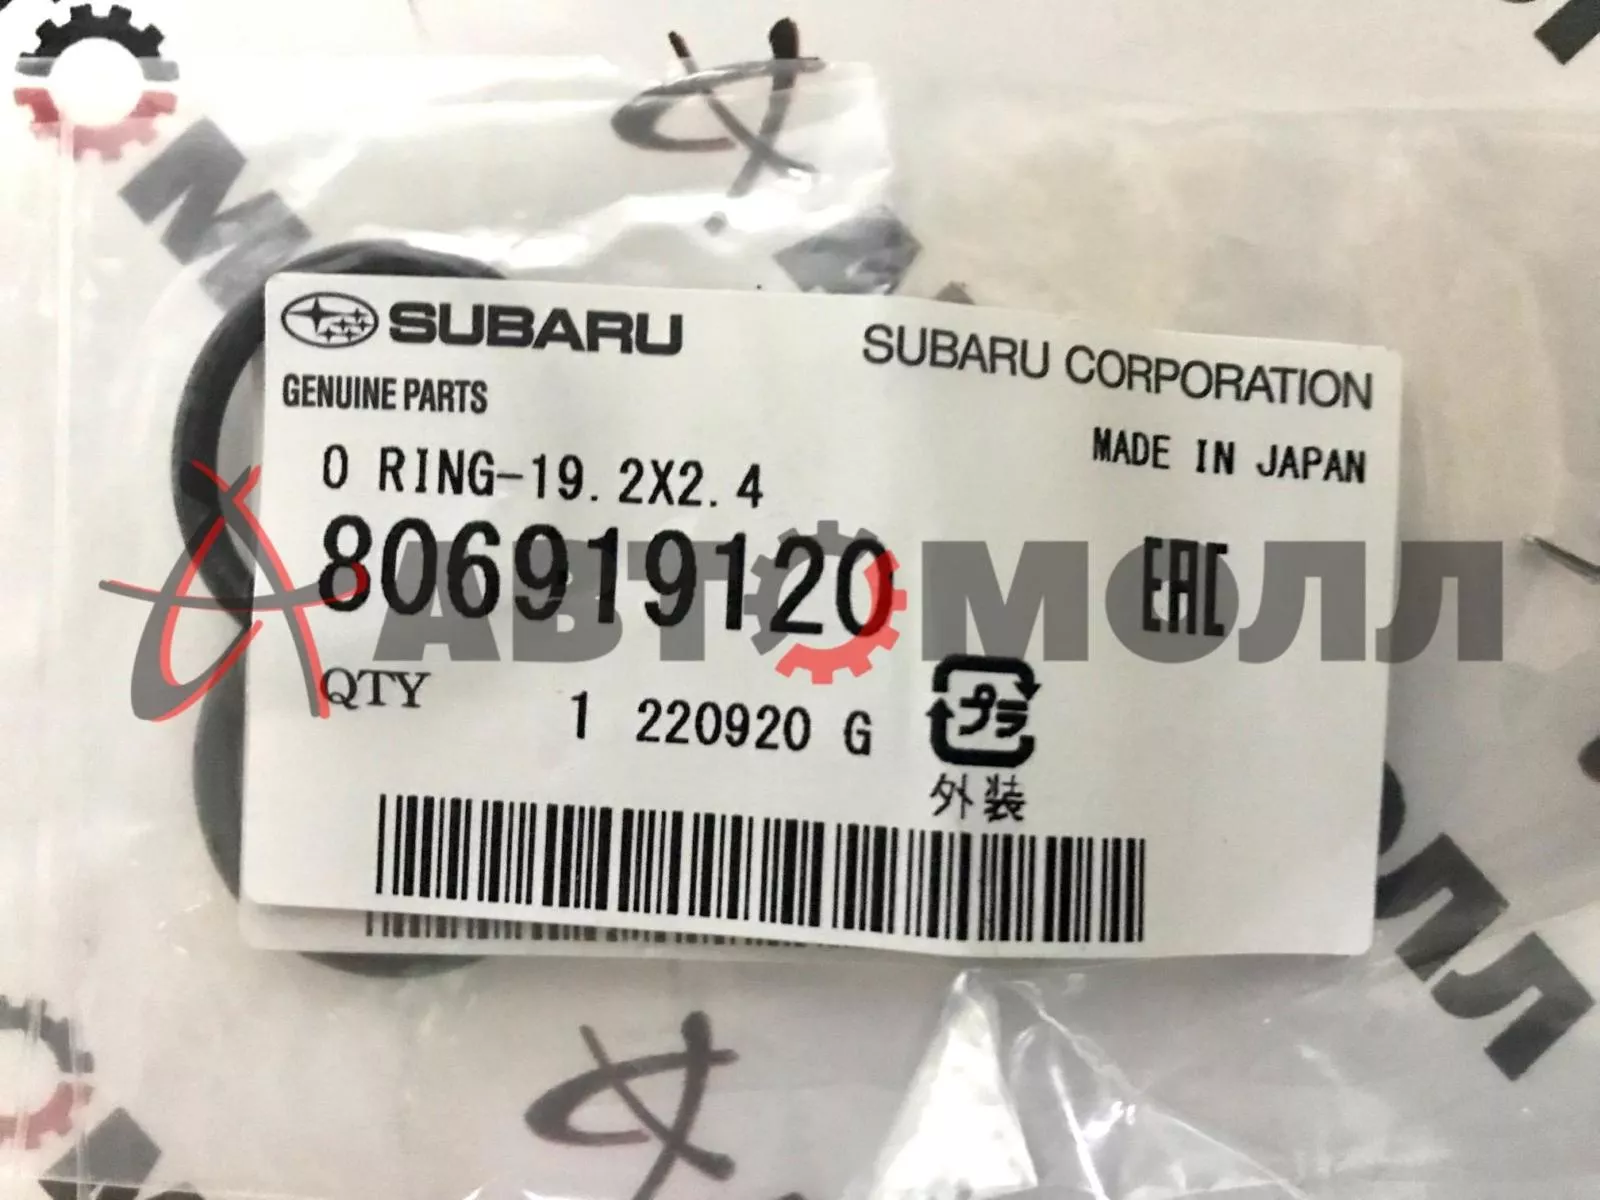 SUBARU
SUBARU CORPORATION
GENUINE PARTS
O RING-19.2X2.4
MADE IN JAPAN
806919120
EAC
АВТОМОЛЛ
QTY
1 220920 G
プラ
外装